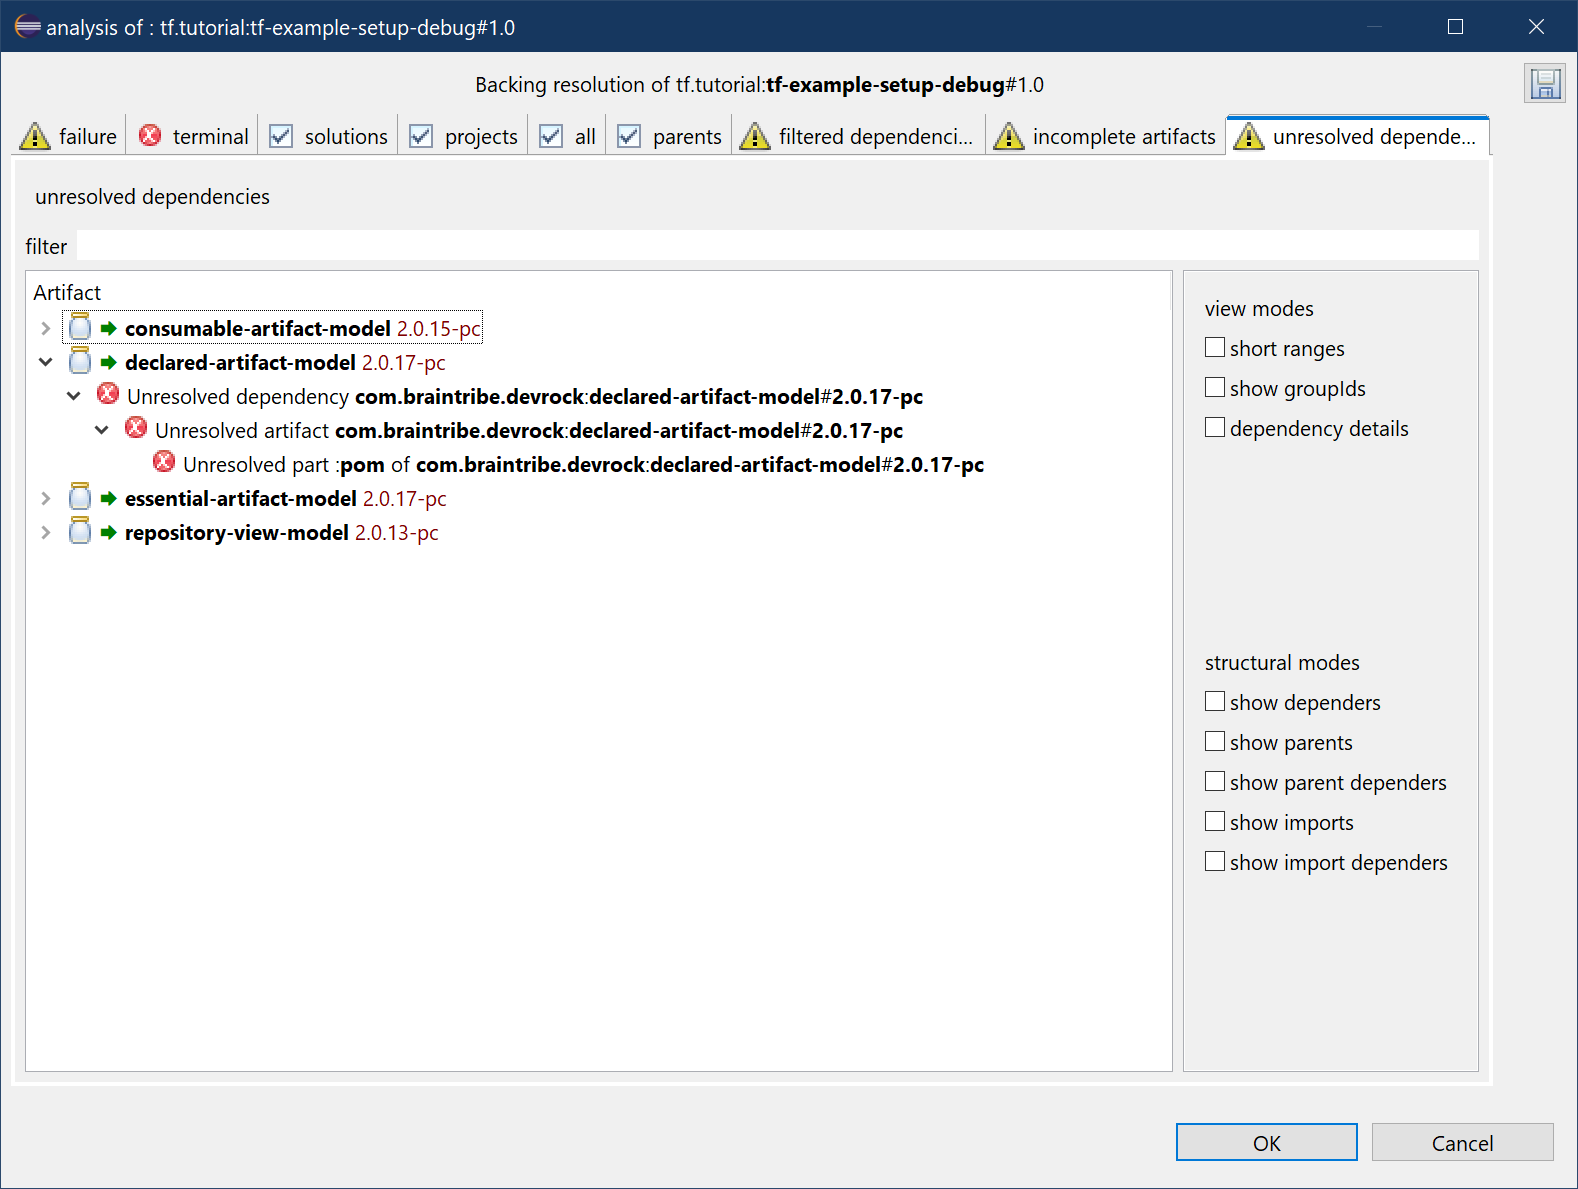 analysis of : tf.tutorial:tf-example-setup-debug#1.0
Backing resolution of tf.tutorial:tf-example-setup-debug#1.0
failure terminal solutions projects all parents filtered dependenci... incomplete artifacts unresolved depende...
unresolved dependencies
filter
Artifact
consumable-artifact-model 2.0.15-pc
declared-artifact-model 2.0.17-pc
Unresolved dependency com.braintribe.devrock:declared-artifact-model#2.0.17-pc
Unresolved artifact com.braintribe.devrock:declared-artifact-model#2.0.17-pc
Unresolved part :pom of com.braintribe.devrock:declared-artifact-model#2.0.17-pc
essential-artifact-model 2.0.17-pc
repository-view-model 2.0.13-pc
view modes
short ranges
show groupIds
dependency details
structural modes
show dependers
show parents
show parent dependers
show imports
show import dependers
OK Cancel